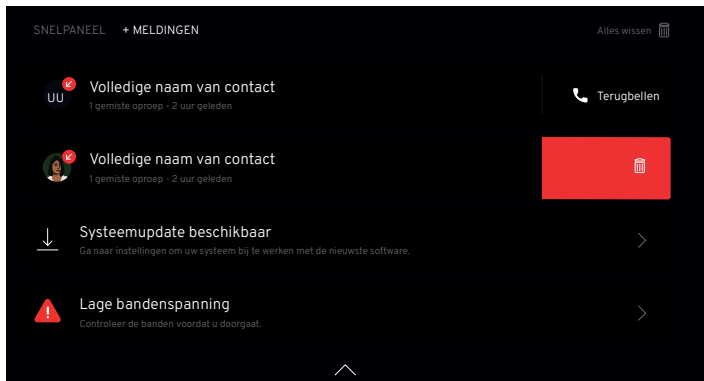 SNELPANEEL + MELDINGEN Alles wissen
UU Volledige naam van contact
1 gemiste oproep - 2 uur geleden
Terugbellen
Volledige naam van contact
1 gemiste oproep - 2 uur geleden
Systeemupdate beschikbaar
Ga naar instellingen om uw systeem bij te werken met de nieuwste software.
Lage bandenspanning
Controleer de banden voordat u doorgaat.